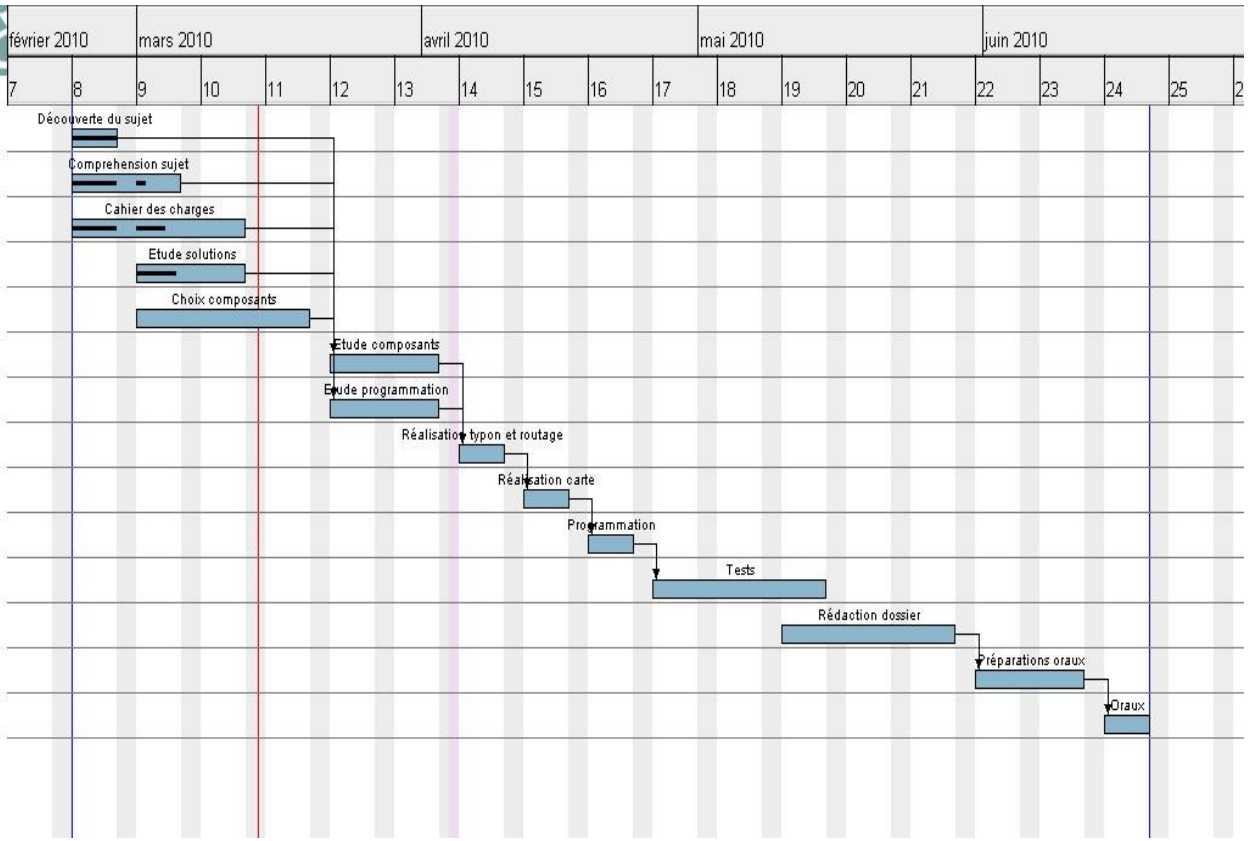 février 2010 mars 2010 avril 2010 mai 2010 juin 2010
7 8 9 10 11 12 13 14 15 16 17 18 19 20 21 22 23 24 25 2
Découverte du sujet
Comprehension sujet
Cahier des charges
Etude solutions
Choix composants
Etude composants
Etude programmation
Réalisation typon et routage
Réalisation carte
Programmation
Tests
Rédaction dossier
Préparations oraux
Oraux